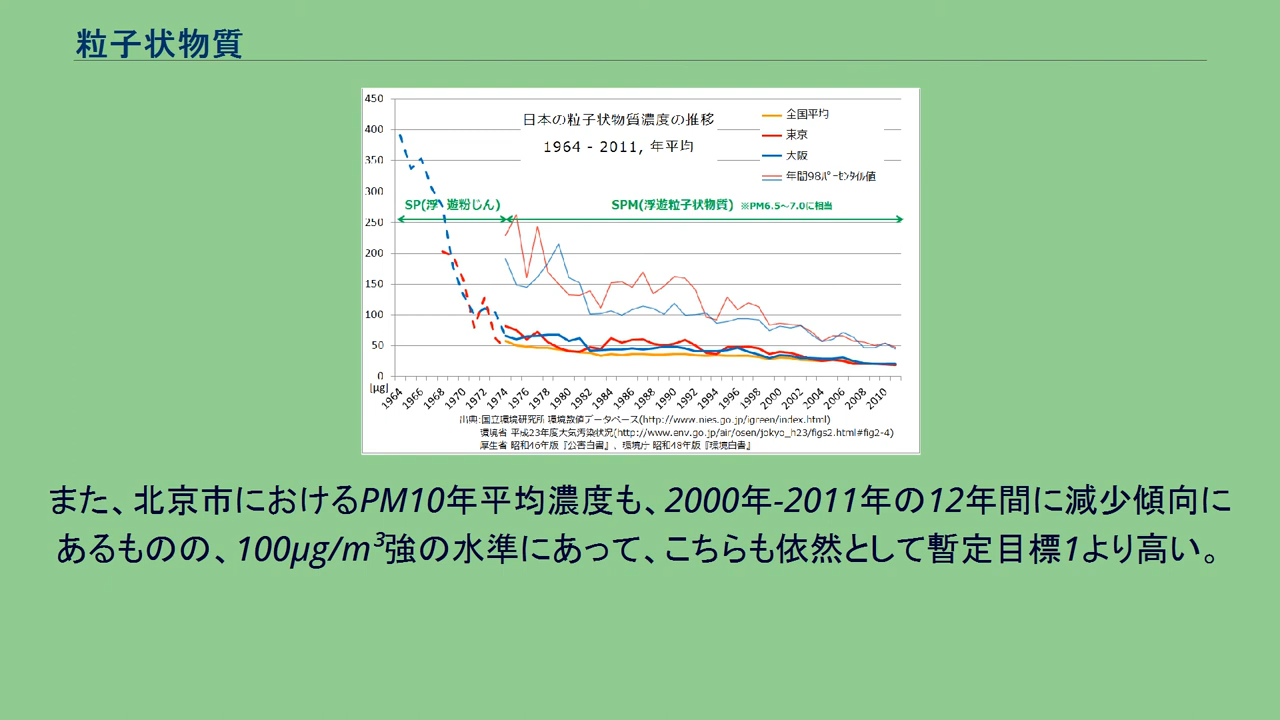 粒子状物質
日本の粒子状物質濃度の推移
1964 - 2011, 年平均
全国平均
東京
大阪
年間98ﾊﾟｰｾﾝﾀｲﾙ値
SP(浮 遊粉じん)
SPM(浮遊粒子状物質) ※PM6.5～7.0に相当
450
400
350
300
250
200
150
100
50
0
[μg]
1964 1966 1968 1970 1972 1974 1976 1978 1980 1982 1984 1986 1988 1990 1992 1994 1996 1998 2000 2002 2004 2006 2008 2010
出典:国立環境研究所 環境数値データベース(http://www.nies.go.jp/igreen/index.html)
環境省 平成23年度大気汚染状況(http://www.env.go.jp/air/osen/jokyo_h23/figs2.html#fig2-4)
厚生省 昭和46年版『公害白書』、環境庁 昭和48年版『環境白書』
また、北京市におけるPM10年平均濃度も、2000年-2011年の12年間に減少傾向に
あるものの、100μg/m³強の水準にあって、こちらも依然として暫定目標1より高い。